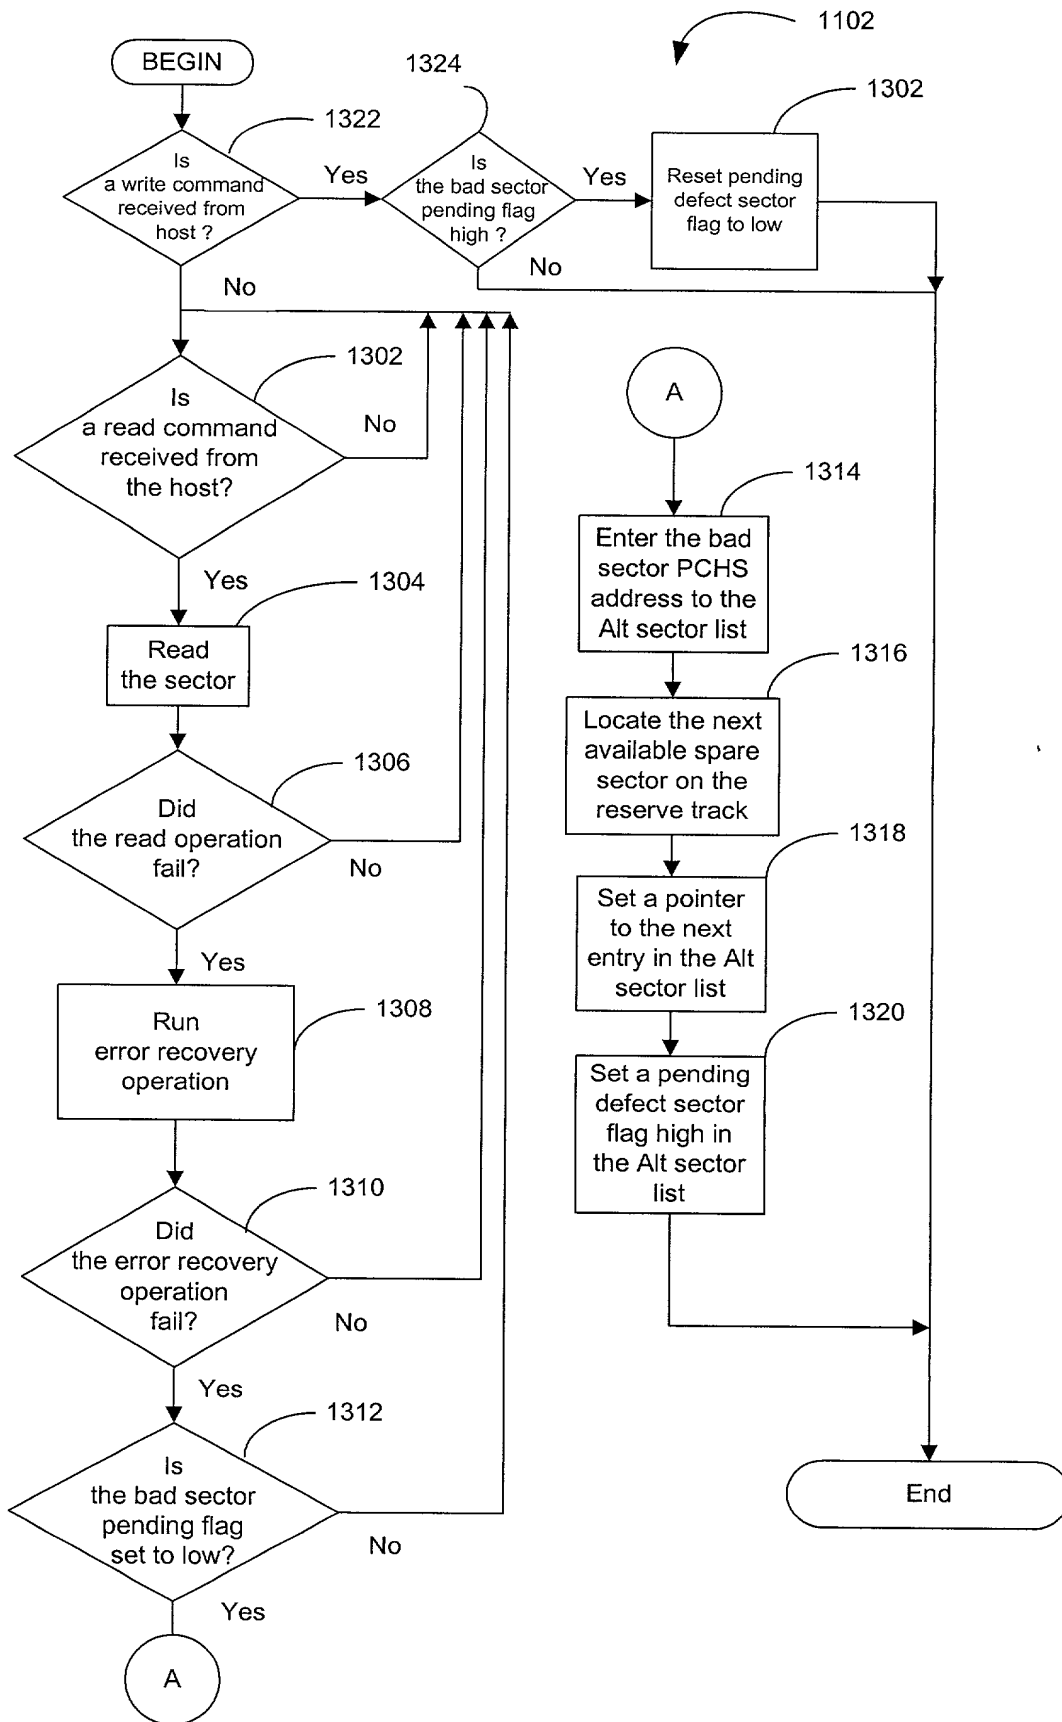 1102
BEGIN
1324
1302
1322
Is
a write command
received from
host ?
Yes
Is
the bad sector
pending flag
high ?
Yes
Reset pending
defect sector
flag to low
No
No
1302
Is
a read command
received from
the host?
No
Yes
1304
Read
the sector
1306
Did
the read operation
fail?
No
Yes
Run
error recovery
operation
1308
1310
Did
the error recovery
operation
fail?
No
Yes
1312
Is
the bad sector
pending flag
set to low?
No
Yes
A
A
1314
Enter the bad
sector PCHS
address to the
Alt sector list
1316
Locate the next
available spare
sector on the
reserve track
1318
Set a pointer
to the next
entry in the Alt
sector list
1320
Set a pending
defect sector
flag high in
the Alt sector
list
End